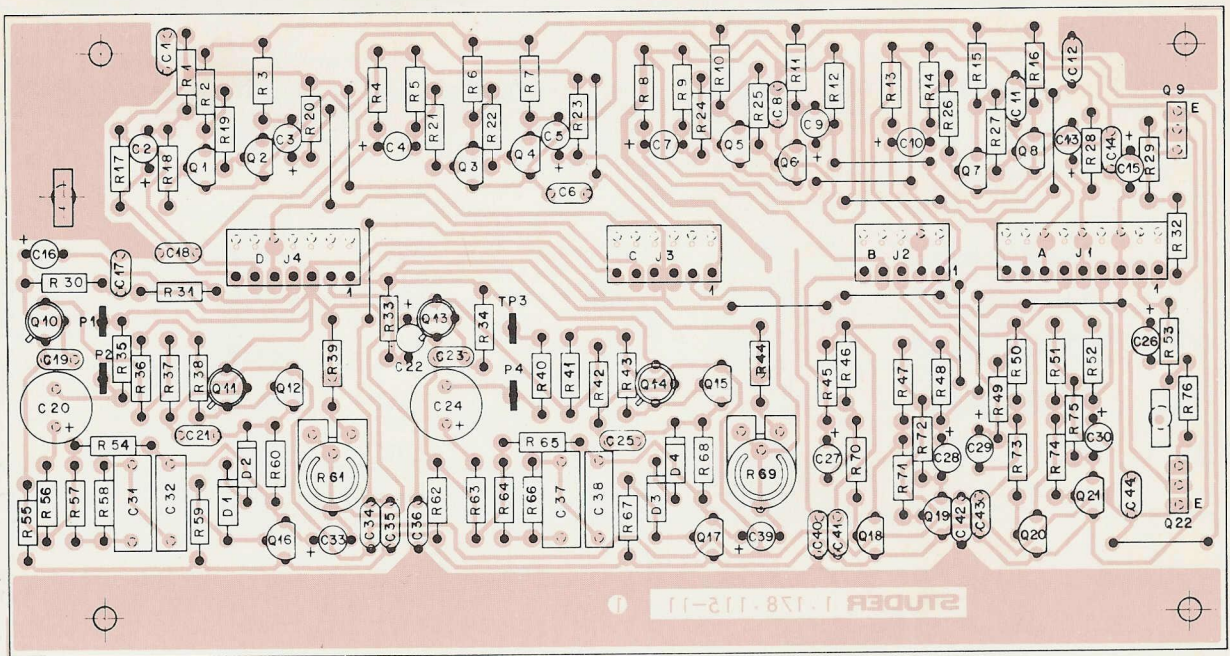 C1 R1 R2 R3 R4 R5 R6 R7 R8 R9 R10 R11 R12 R13 R14 R15 R16 C12
R19 R20 R21 R22 R23 R24 R25 C8 C9 R26 R27 C11 Q9 E
R17 C2 R18 Q1 Q2 C3 + C4 Q3 Q4 C5 + C7 Q5 Q6 C10 Q7 Q8 C13 R28 C14 C15 R29
C6
C16 C17 C18 D J4 1 C J3 1 B J2 1 A J1 1 R32
R30 R31
Q10 P1 R33 Q13 R34 TP3 C26 R53
C19 P2 R35 R36 R37 R38 Q11 Q12 R39 C22 C23 P4 R40 R41 R42 R43 Q14 Q15 R44 R45 R46 R47 R48 R49 R50 R51 R52 R76
C20 + C21 C24 + C25 R75
R54 D2 R60 R61 R65 D4 R68 R69 C27 R70 R71 R72 C28 C29 R73 R74 C30
R55 R56 R57 R58 C31 C32 R59 D1 C34 C35 C36 R62 R63 R64 R66 C37 C38 R67 D3 C40 C41 Q19 C42 C43 Q21 C44 E
Q16 C33 Q17 C39 Q18 Q20 Q22
STUDER 1.178.115-11 1